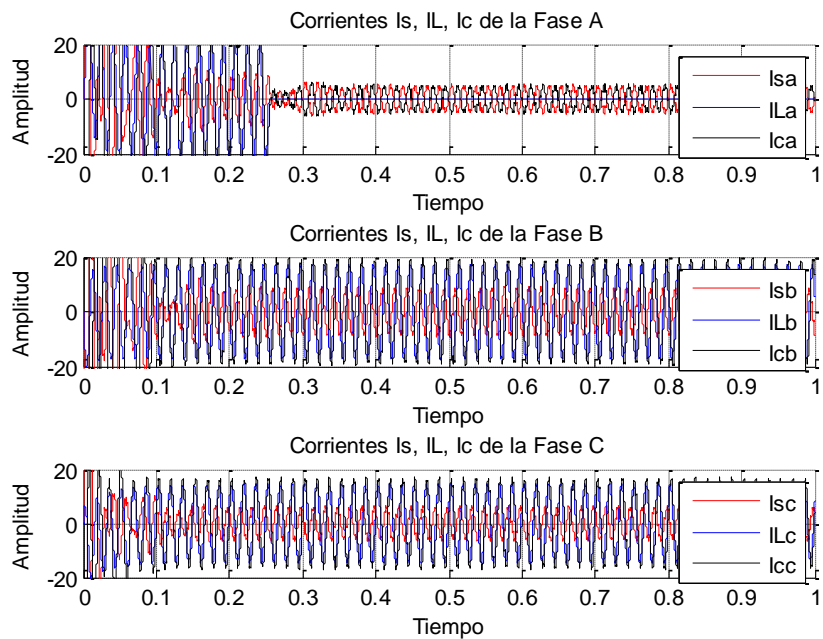 Corrientes Is, IL, Ic de la Fase A
20
0
-20
Amplitud
Isa
ILa
Ica
0 0.1 0.2 0.3 0.4 0.5 0.6 0.7 0.8 0.9 1
Tiempo
Corrientes Is, IL, Ic de la Fase B
20
0
-20
Amplitud
Isb
ILb
Icb
0 0.1 0.2 0.3 0.4 0.5 0.6 0.7 0.8 0.9 1
Tiempo
Corrientes Is, IL, Ic de la Fase C
20
0
-20
Amplitud
Isc
ILc
Icc
0 0.1 0.2 0.3 0.4 0.5 0.6 0.7 0.8 0.9 1
Tiempo